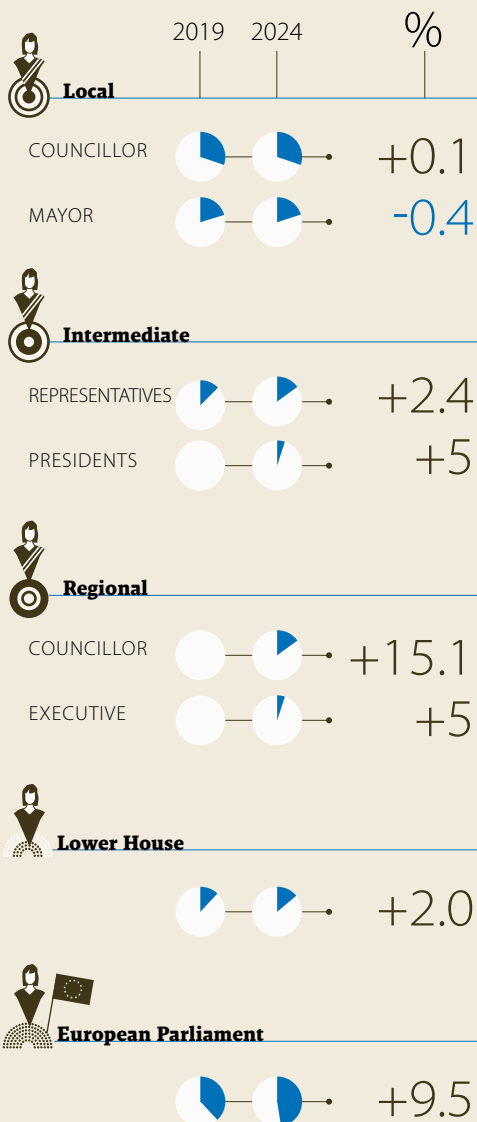 2019 2024 %
Local
COUNCILLOR +0.1
MAYOR -0.4
Intermediate
REPRESENTATIVES +2.4
PRESIDENTS +5
Regional
COUNCILLOR +15.1
EXECUTIVE +5
Lower House
+2.0
European Parliament
+9.5